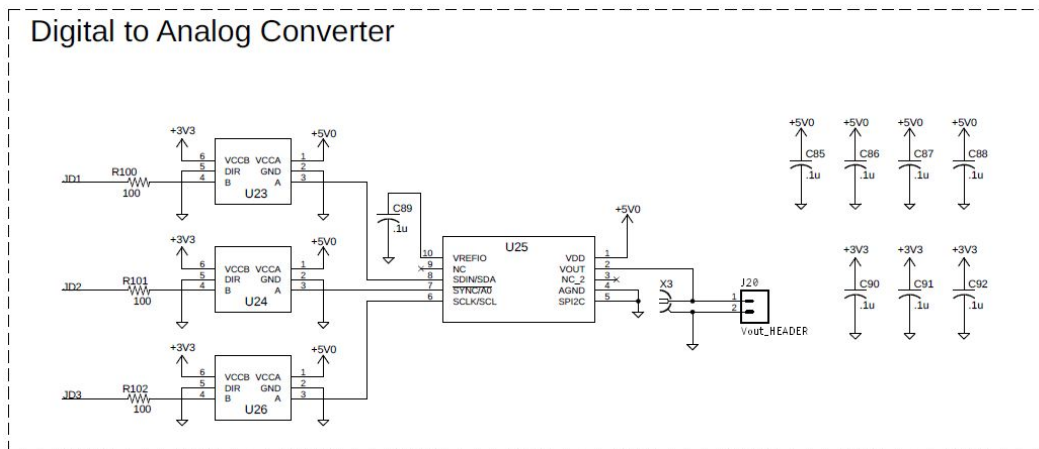 Digital to Analog Converter
+3V3
+5V0
R100
JD1
100
6 VCCB VCCA 1
5 DIR GND 2
4 B A 3
U23
+3V3
+5V0
R101
JD2
100
6 VCCB VCCA 1
5 DIR GND 2
4 B A 3
U24
+3V3
+5V0
R102
JD3
100
6 VCCB VCCA 1
5 DIR GND 2
4 B A 3
U26
C89
.1u
+5V0
U25
10 VREFIO VDD 1
9 NC VOUT 2
8 SDIN/SDA NC_2 3
7 SYNC/A0 AGND 4
6 SCLK/SCL SPI2C 5
X3
J20
1
2
Vout_HEADER
+5V0 +5V0 +5V0 +5V0
C85 C86 C87 C88
.1u .1u .1u .1u
+3V3 +3V3 +3V3
C90 C91 C92
.1u .1u .1u